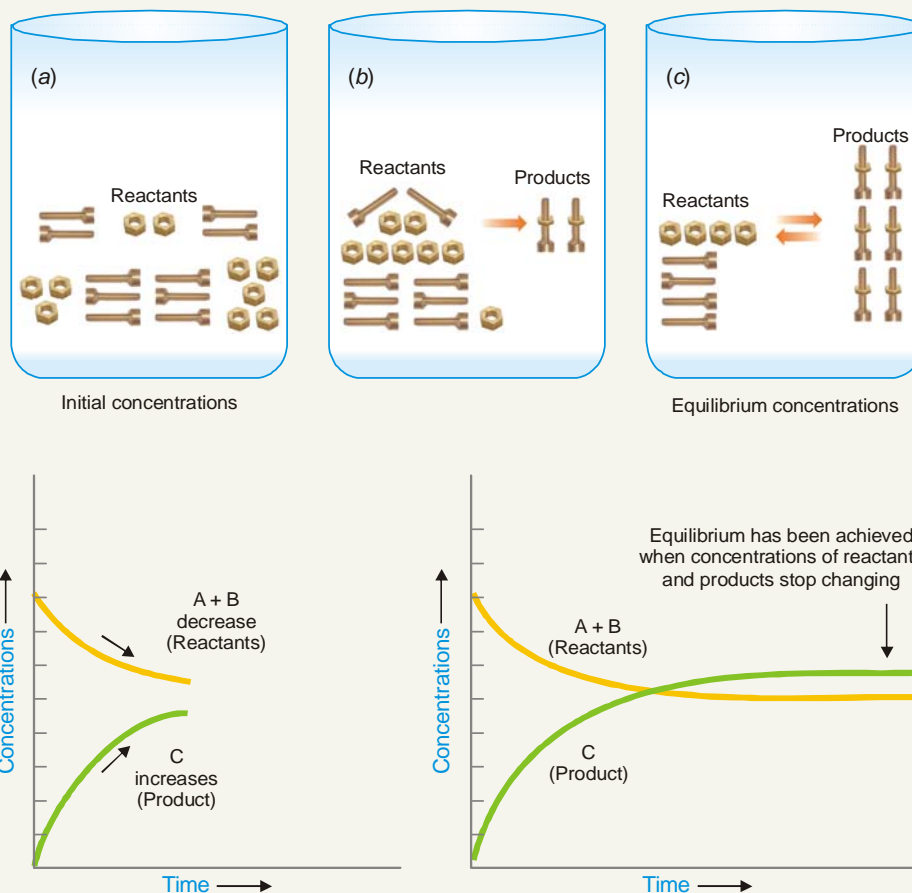 (a)
Reactants
Initial concentrations
(b)
Reactants
Products
(c)
Products
Reactants
Equilibrium concentrations
Concentrations
A + B
decrease
(Reactants)
C
increases
(Product)
Time
Concentrations
Equilibrium has been achieved
when concentrations of reactant
and products stop changing
A + B
(Reactants)
C
(Product)
Time